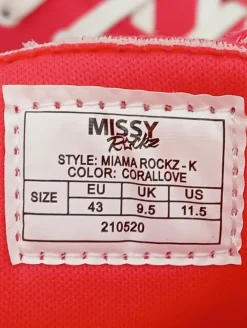 MISSY
Rockz
STYLE: MIAMA ROCKZ - K
COLOR: CORALLOVE
SIZE EU UK US
43 9.5 11.5
210520